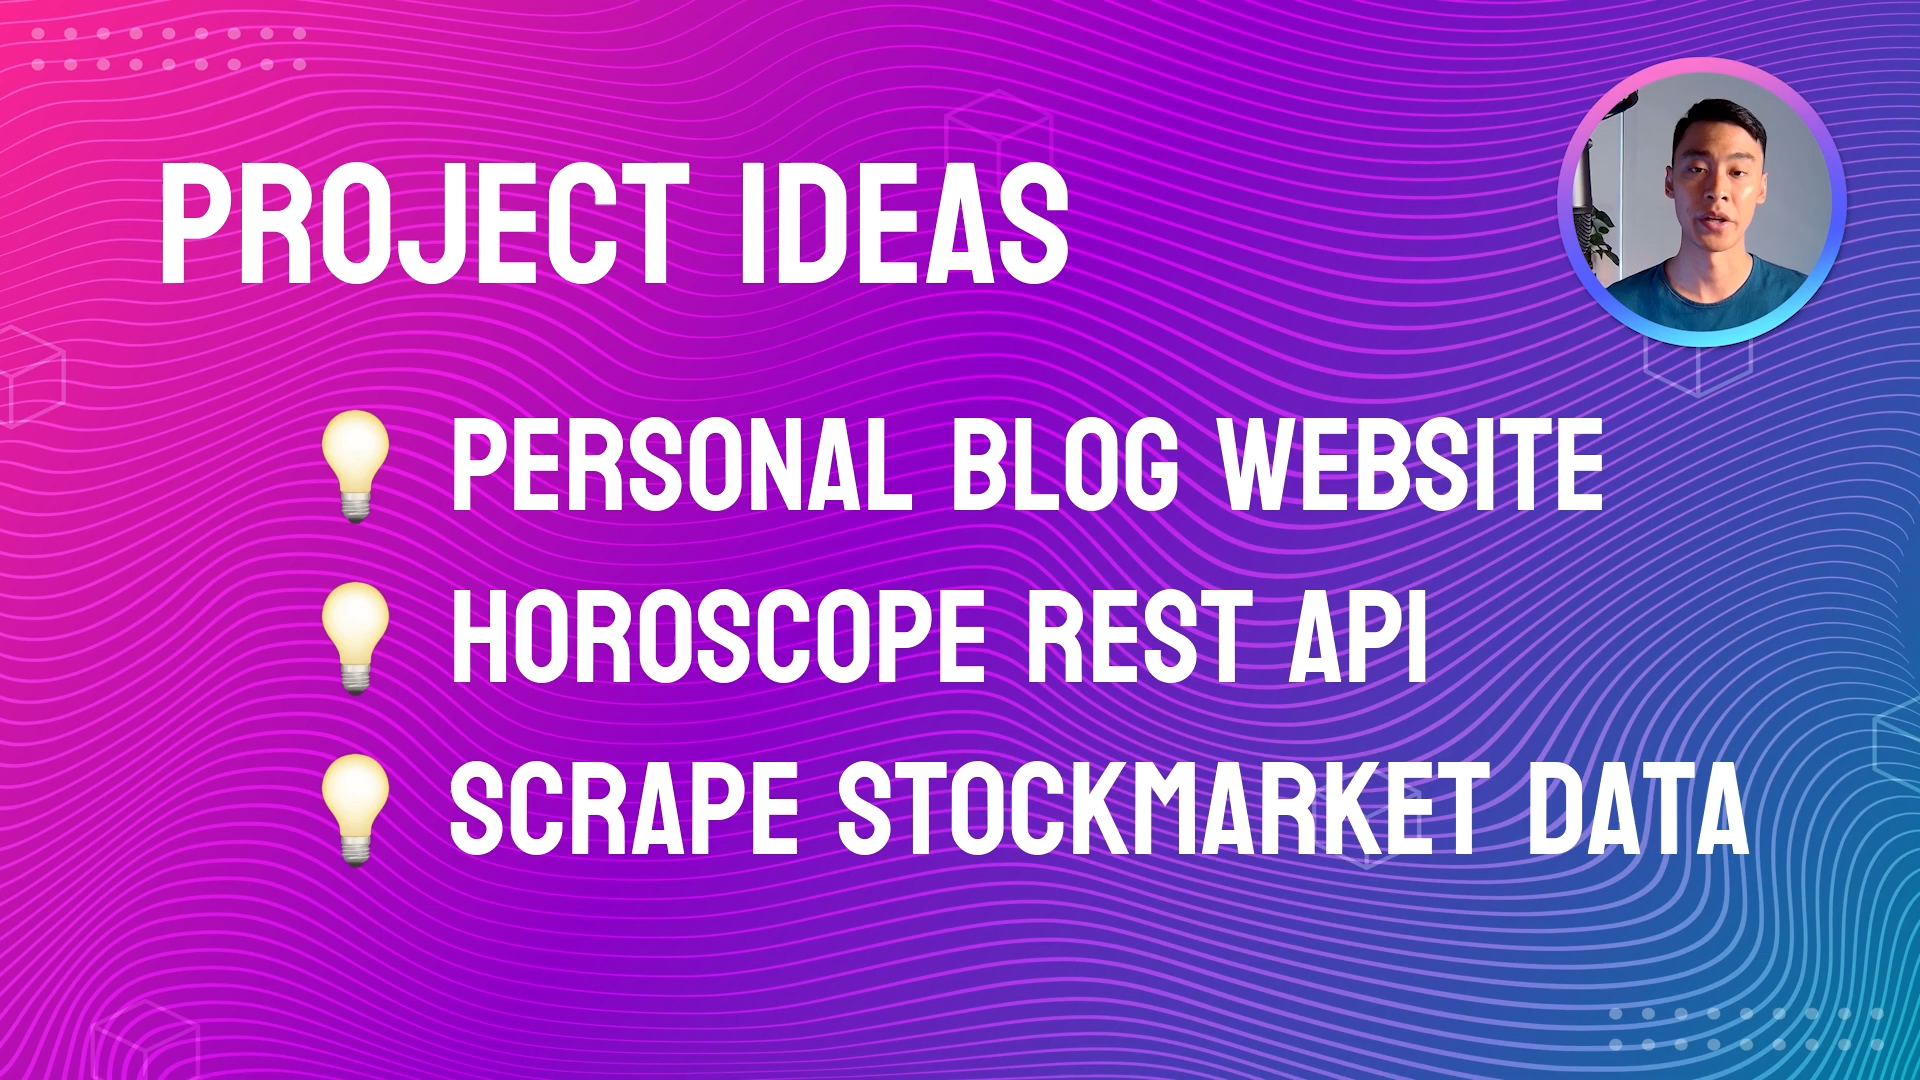 PROJECT IDEAS
PERSONAL BLOG WEBSITE
HOROSCOPE REST API
SCRAPE STOCKMARKET DATA